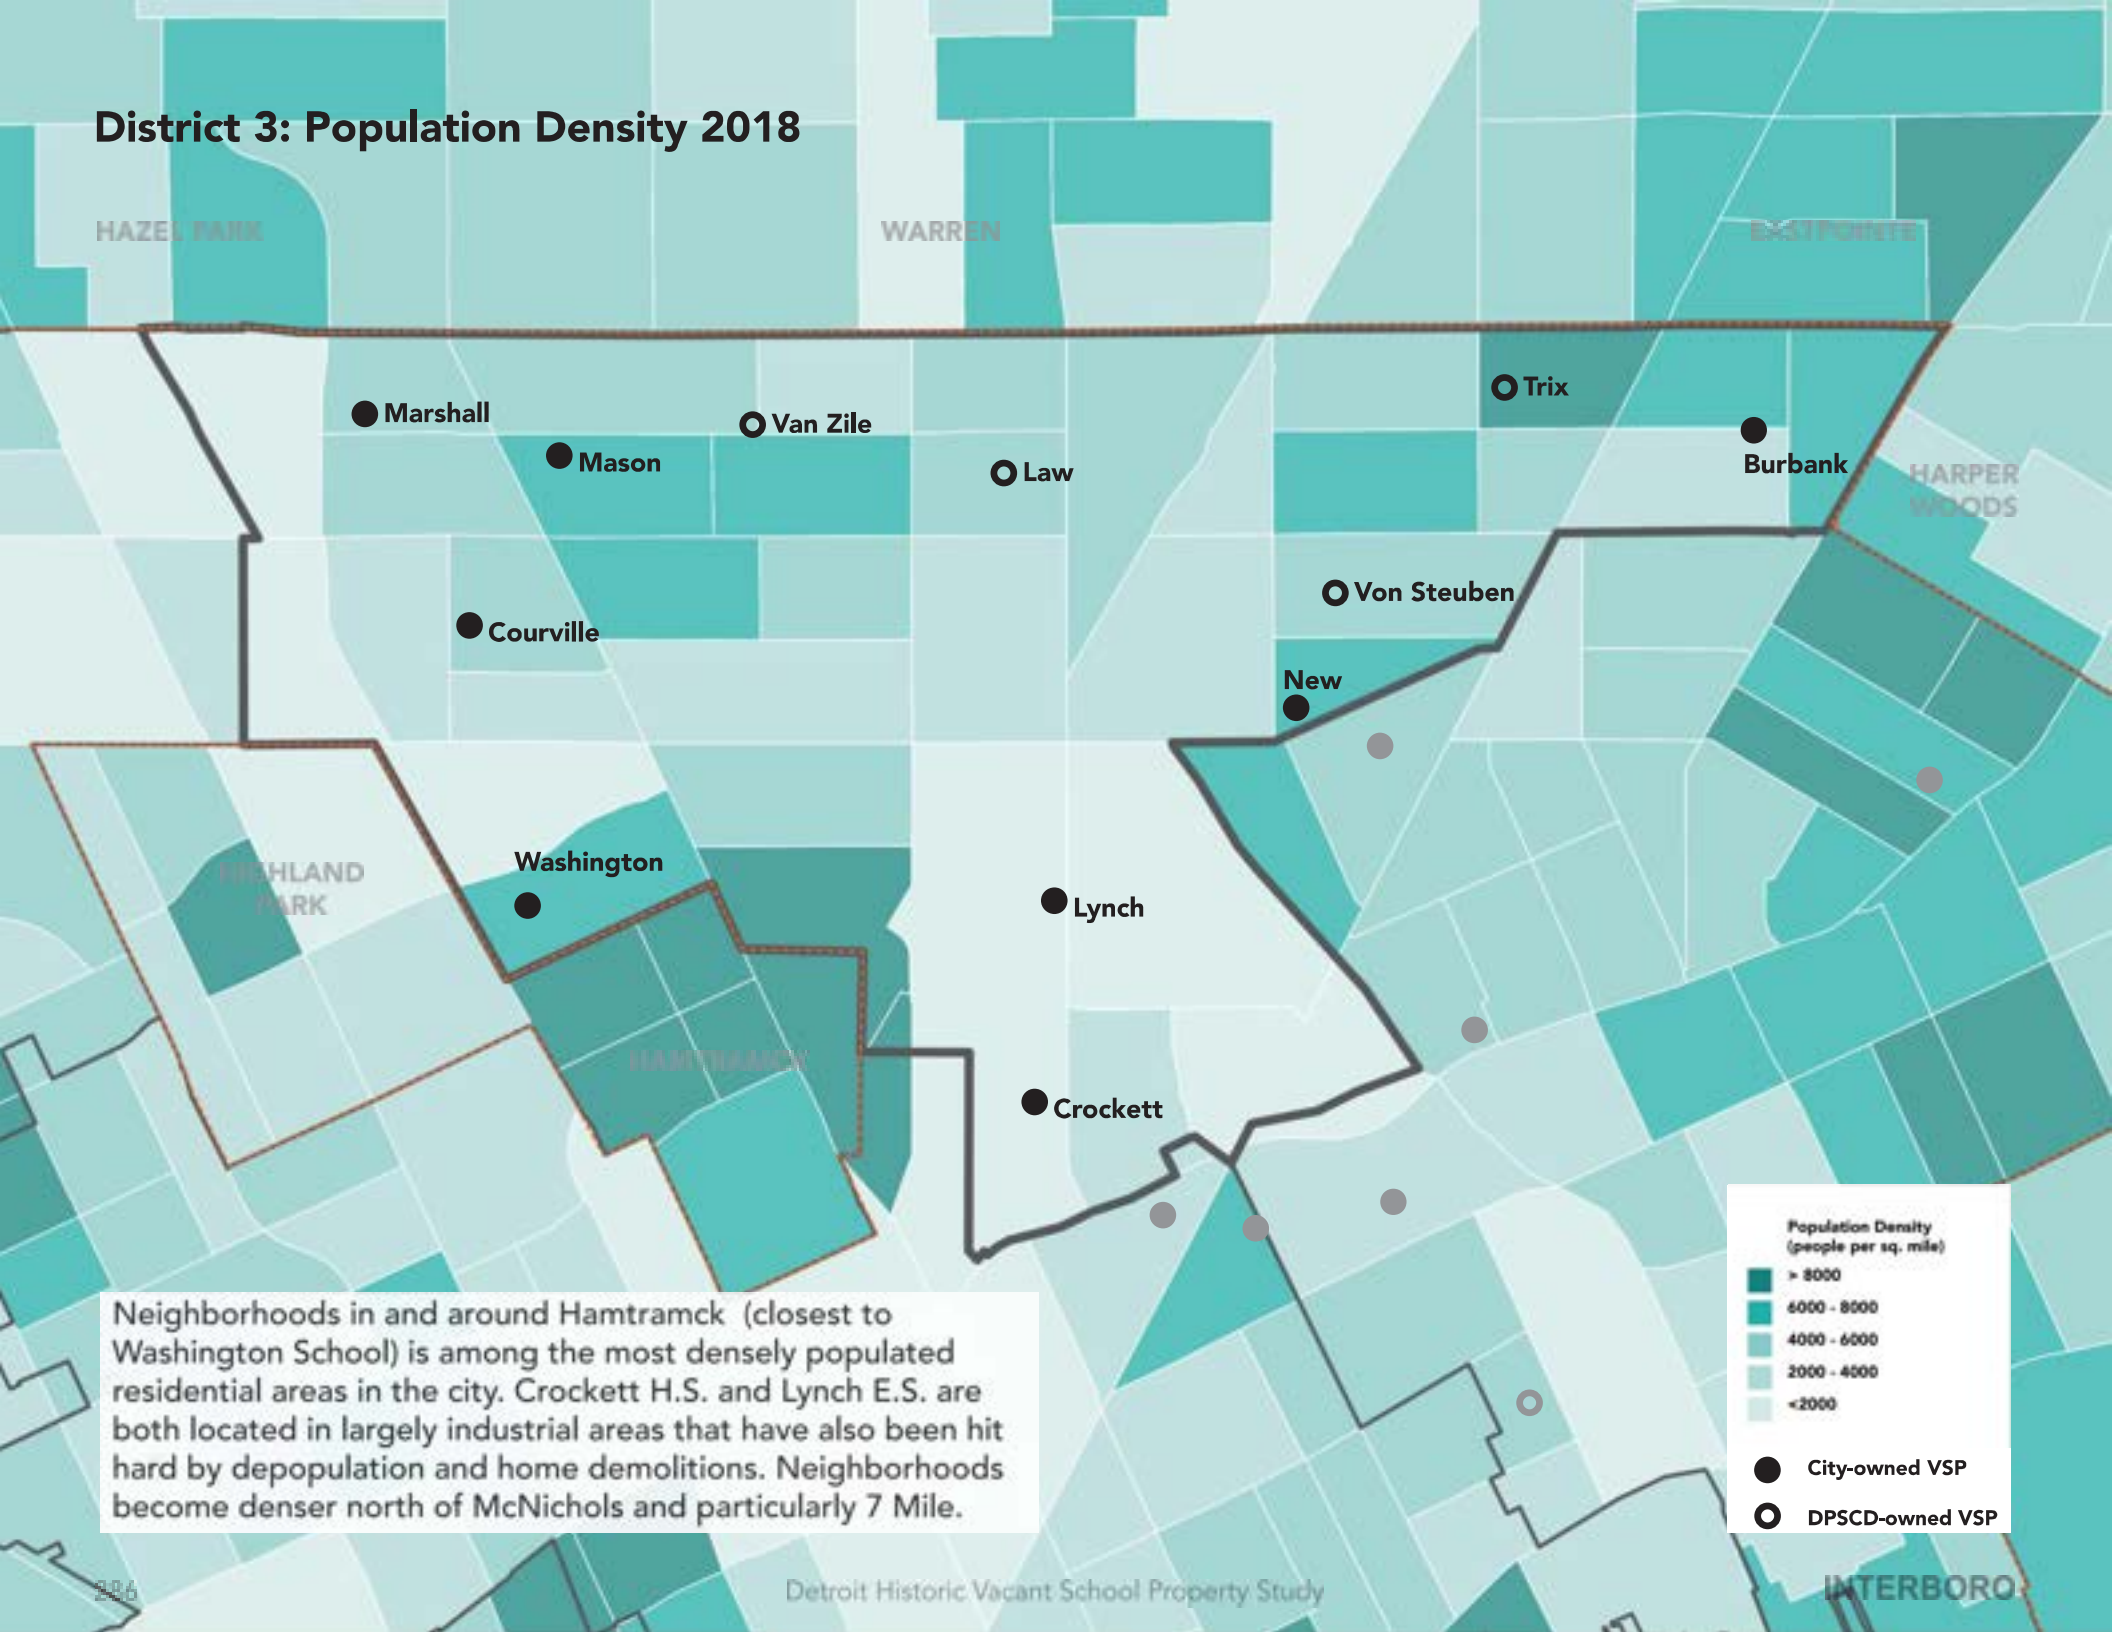 District 3: Population Density 2018
HAZEL PARK
WARREN
EASTPOINTE
Trix
Marshall
Van Zile
Mason
Law
Burbank
HARPER
WOODS
Von Steuben
Courville
New
Washington
HIGHLAND
PARK
Lynch
HAMTRAMCK
Crockett
Population Density
(people per sq. mile)
> 8000
6000 - 8000
4000 - 6000
2000 - 4000
<2000
City-owned VSP
DPSCD-owned VSP
Neighborhoods in and around Hamtramck (closest to
Washington School) is among the most densely populated
residential areas in the city. Crockett H.S. and Lynch E.S. are
both located in largely industrial areas that have also been hit
hard by depopulation and home demolitions. Neighborhoods
become denser north of McNichols and particularly 7 Mile.
286
Detroit Historic Vacant School Property Study
INTERBORO